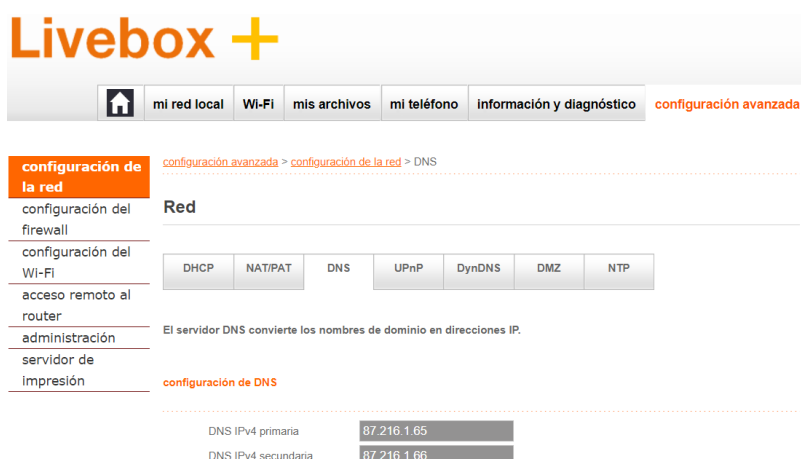 Livebox +
mi red local Wi-Fi mis archivos mi teléfono información y diagnóstico configuración avanzada
configuración de
la red
configuración del
firewall
configuración del
Wi-Fi
acceso remoto al
router
administración
servidor de
impresión
configuración avanzada > configuración de la red > DNS
Red
DHCP NAT/PAT DNS UPnP DynDNS DMZ NTP
El servidor DNS convierte los nombres de dominio en direcciones IP.
configuración de DNS
DNS IPv4 primaria 87.216.1.65
DNS IPv4 secundaria 87.216.1.66